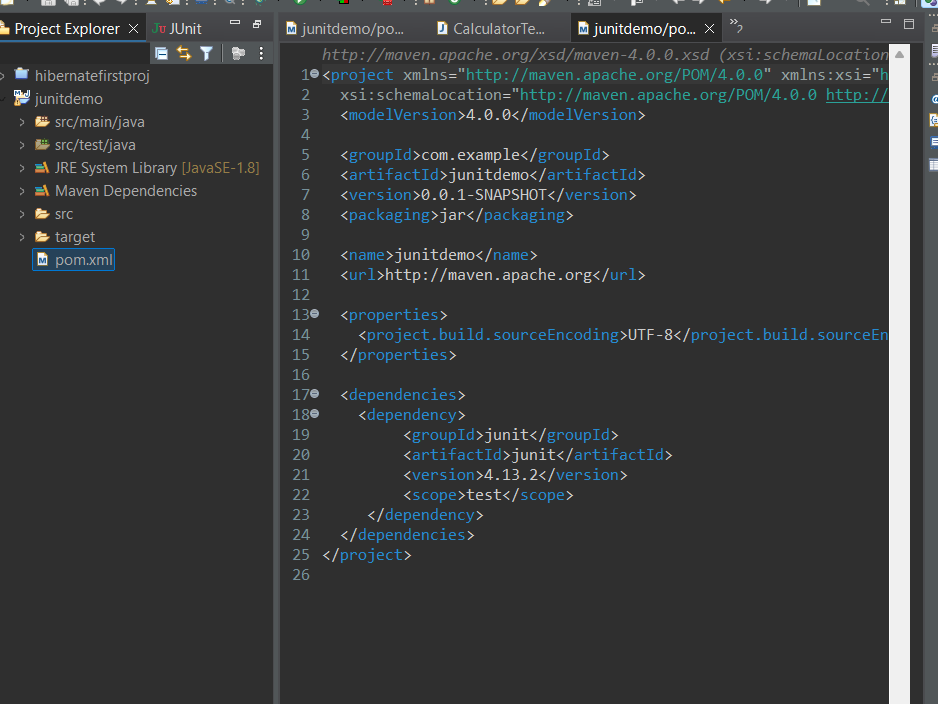 Project Explorer
JUnit
junitdemo/po...
CalculatorTe...
junitdemo/po...
hibernatefirstproj
junitdemo
src/main/java
src/test/java
JRE System Library [JavaSE-1.8]
Maven Dependencies
src
target
pom.xml
http://maven.apache.org/xsd/maven-4.0.0.xsd (xsi:schemaLocation
1 <project xmlns="http://maven.apache.org/POM/4.0.0" xmlns:xsi="h
2 xsi:schemaLocation="http://maven.apache.org/POM/4.0.0 http://
3 <modelVersion>4.0.0</modelVersion>
4
5 <groupId>com.example</groupId>
6 <artifactId>junitdemo</artifactId>
7 <version>0.0.1-SNAPSHOT</version>
8 <packaging>jar</packaging>
9
10 <name>junitdemo</name>
11 <url>http://maven.apache.org</url>
12
13 <properties>
14 <project.build.sourceEncoding>UTF-8</project.build.sourceEn
15 </properties>
16
17 <dependencies>
18 <dependency>
19 <groupId>junit</groupId>
20 <artifactId>junit</artifactId>
21 <version>4.13.2</version>
22 <scope>test</scope>
23 </dependency>
24 </dependencies>
25 </project>
26